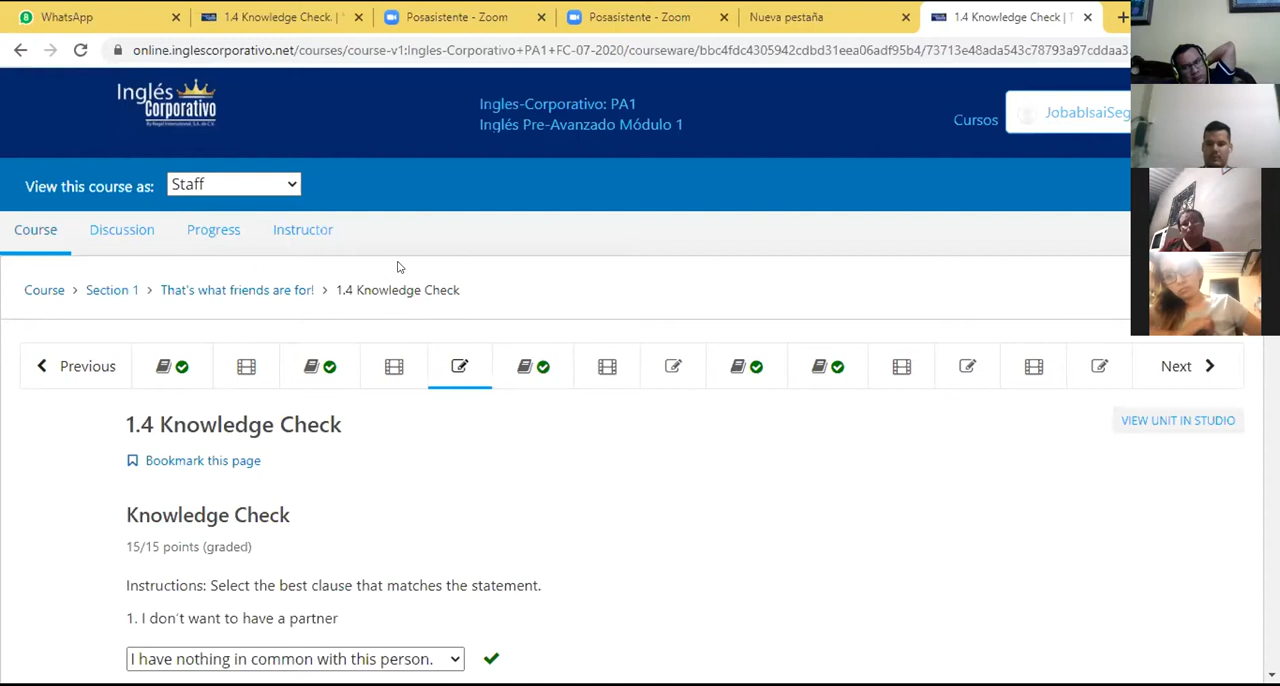 WhatsApp
1.4 Knowledge Check. |
Posasistente - Zoom
Posasistente - Zoom
Nueva pestaña
1.4 Knowledge Check | T
online.inglescorporativo.net/courses/course-v1:Ingles-Corporativo+PA1+FC-07-2020/courseware/bbc4fdc4305942cdbd31eea06adf95b4/73713e48ada543c78793a97cddaa3...
Inglés
Corporativo
By Regal International, S.A. de C.V.
Ingles-Corporativo: PA1
Inglés Pre-Avanzado Módulo 1
Cursos
JobabIsaiSeg
View this course as:
Staff
Course
Discussion
Progress
Instructor
Course > Section 1 > That's what friends are for! > 1.4 Knowledge Check
Previous
Next
1.4 Knowledge Check
VIEW UNIT IN STUDIO
Bookmark this page
Knowledge Check
15/15 points (graded)
Instructions: Select the best clause that matches the statement.
1. I don´t want to have a partner
I have nothing in common with this person.